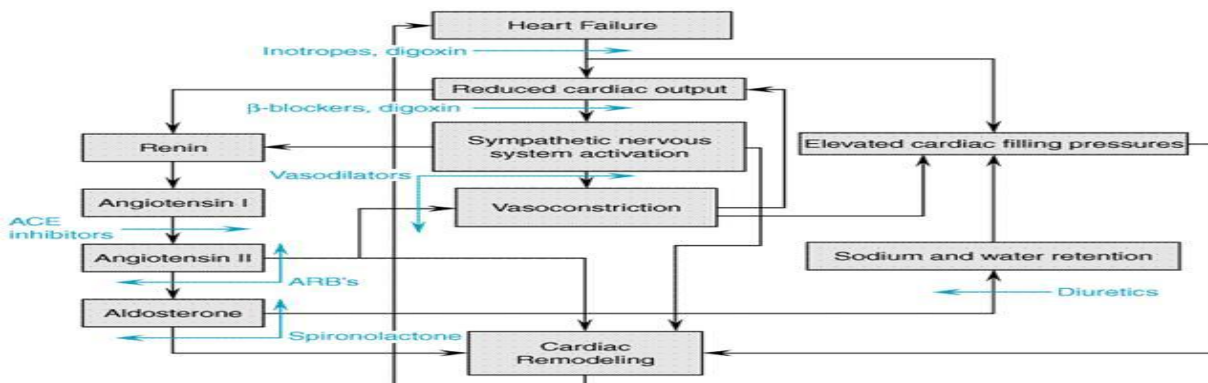 Heart Failure
Inotropes, digoxin
Reduced cardiac output
β-blockers, digoxin
Renin
Sympathetic nervous
system activation
Elevated cardiac filling pressures
Vasodilators
Angiotensin I
Vasoconstriction
ACE
inhibitors
Angiotensin II
Sodium and water retention
ARB's
Diuretics
Aldosterone
Spironolactone
Cardiac
Remodeling